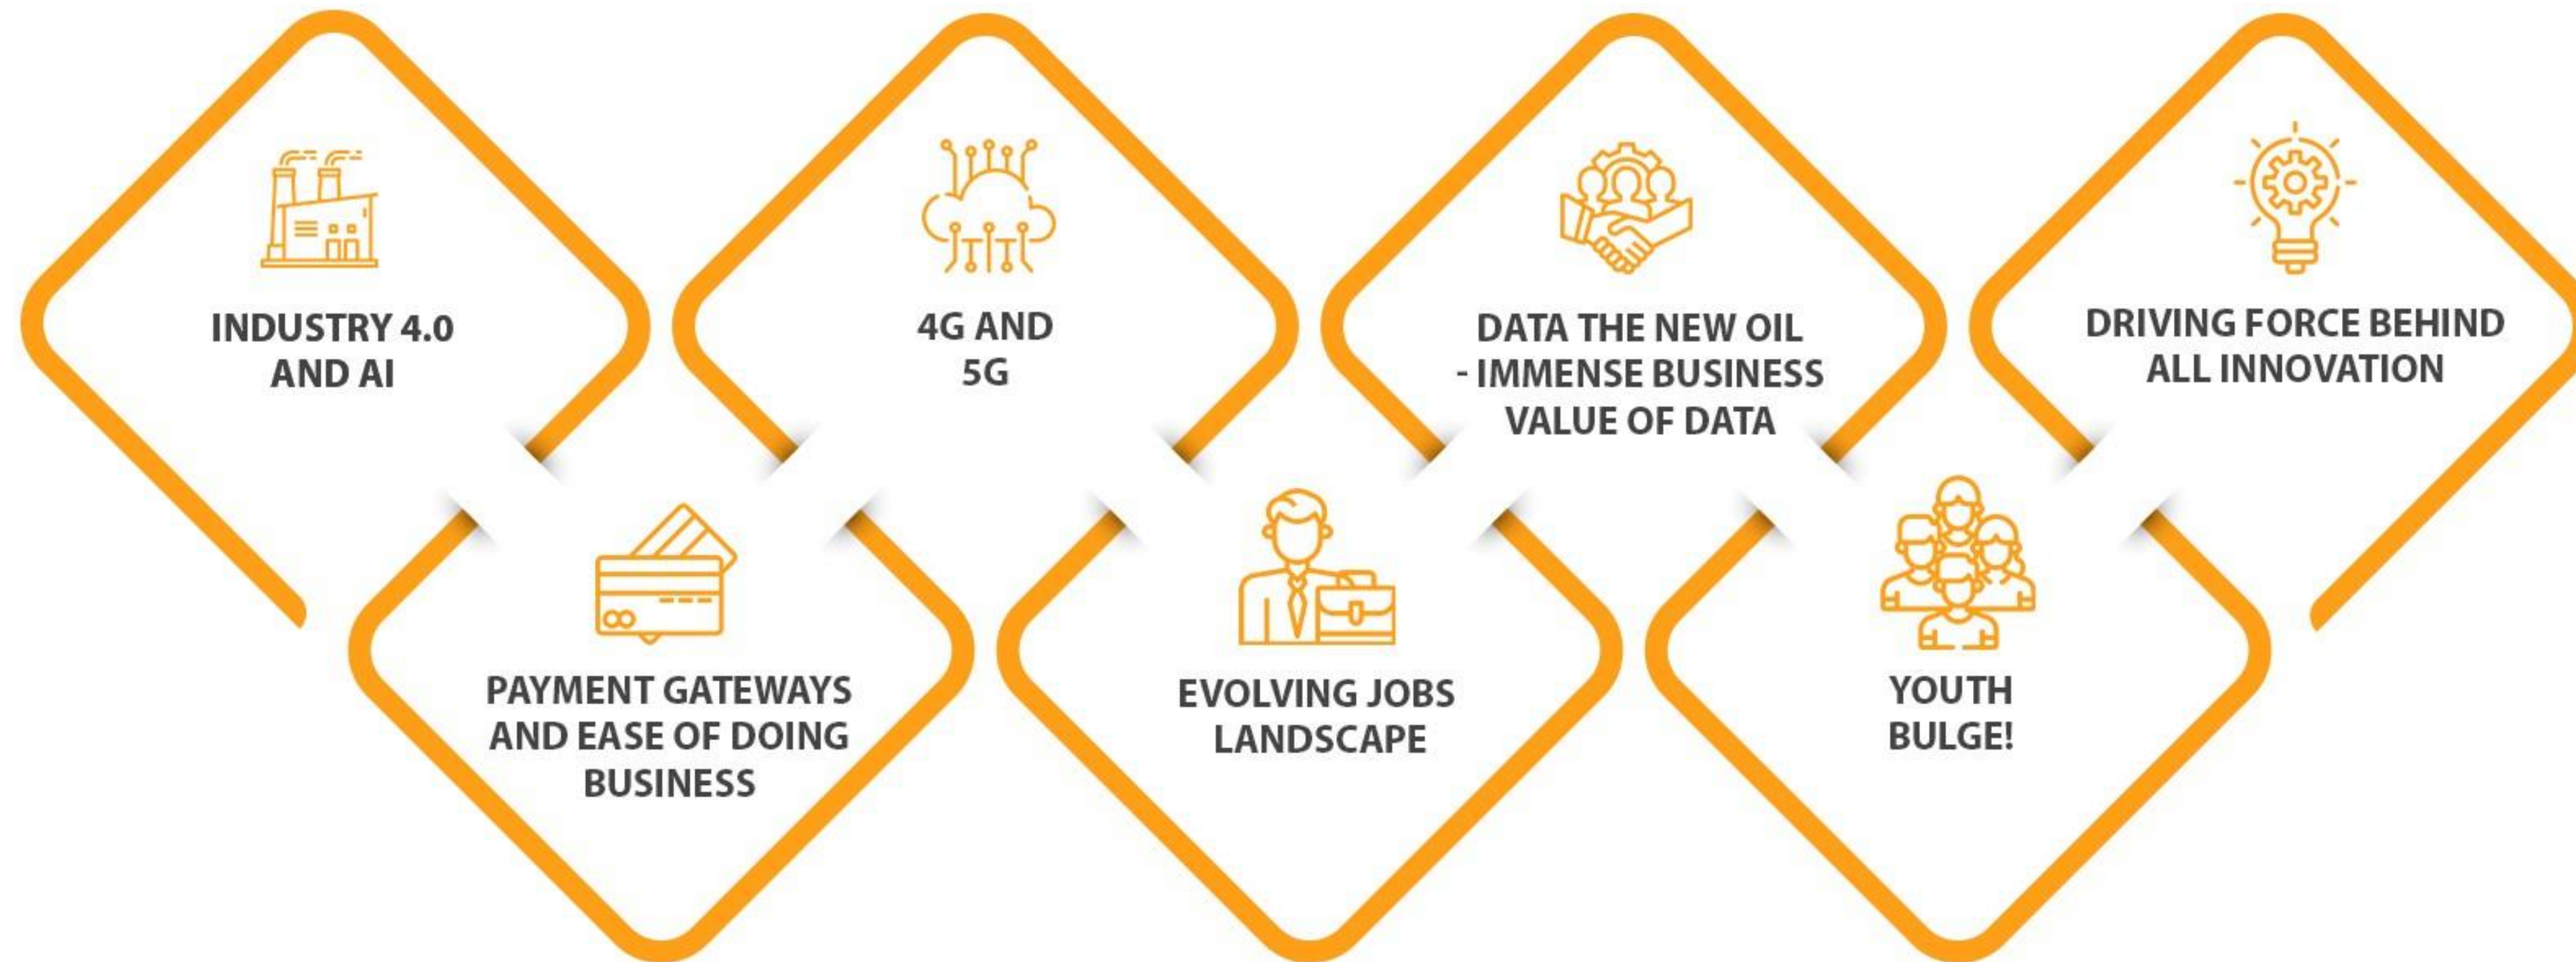 INDUSTRY 4.0
AND AI
4G AND
5G
DATA THE NEW OIL
- IMMENSE BUSINESS
VALUE OF DATA
DRIVING FORCE BEHIND
ALL INNOVATION
PAYMENT GATEWAYS
AND EASE OF DOING
BUSINESS
EVOLVING JOBS
LANDSCAPE
YOUTH
BULGE!